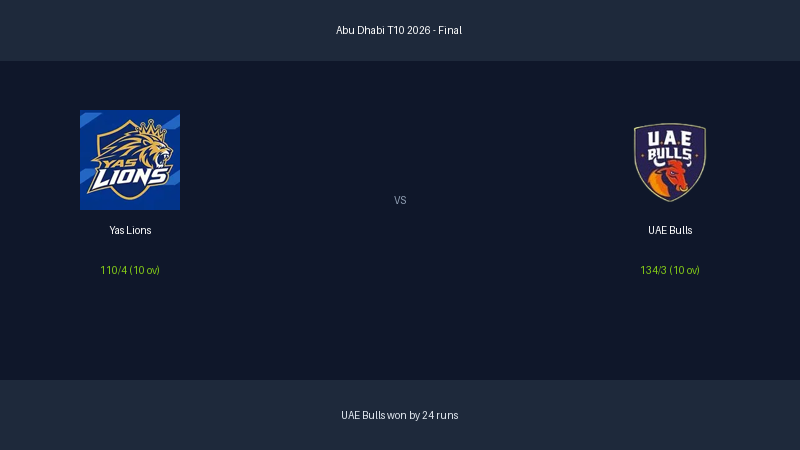 Abu Dhabi T10 2026 - Final
YAS
LIONS
U.A.E
BULLS
VS
Yas Lions
UAE Bulls
110/4 (10 ov)
134/3 (10 ov)
UAE Bulls won by 24 runs